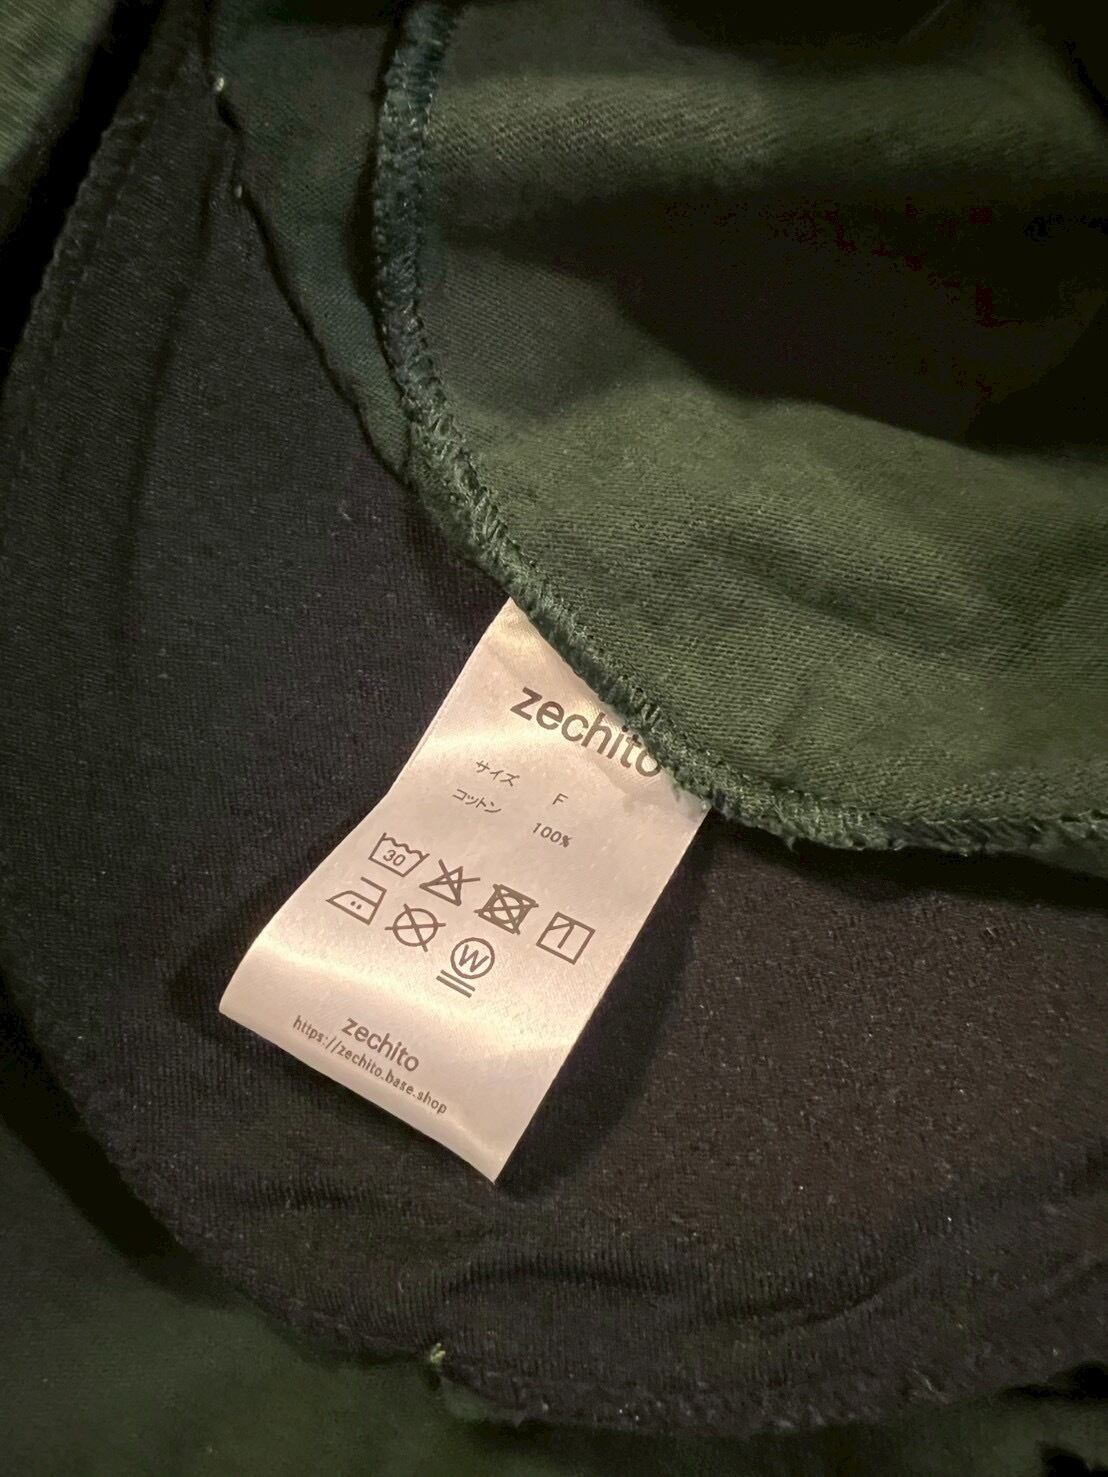 zechito
サイズ F
コットン 100%
30
W
zechito
https://zechito.base.shop